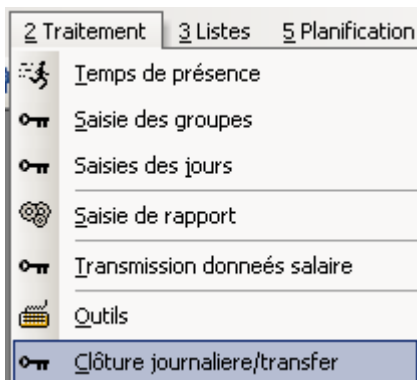 2 Traitement 3 Listes 5 Planification
Temps de présence
Saisie des groupes
Saisies des jours
Saisie de rapport
Transmission donneés salaire
Outils
Clôture journaliere/transfer